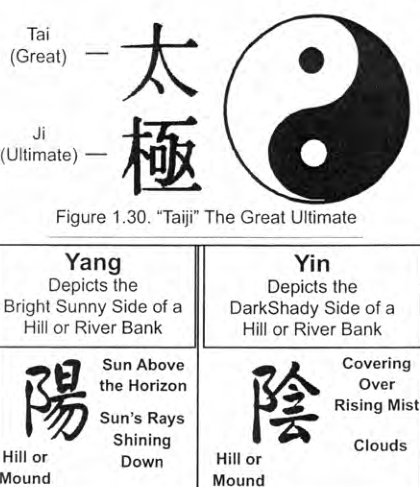 Tai
(Great) —
太
Ji
(Ultimate) —
極
Figure 1.30. “Taiji” The Great Ultimate
Yang
Depicts the
Bright Sunny Side of a
Hill or River Bank
Yin
Depicts the
DarkShady Side of a
Hill or River Bank
陽
Sun Above
the Horizon
Sun's Rays
Shining
Down
Hill or
Mound
陰
Covering
Over
Rising Mist
Clouds
Hill or
Mound